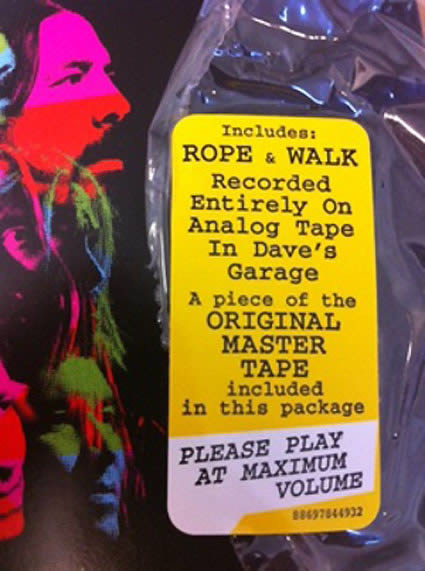 Includes:
ROPE & WALK
Recorded
Entirely On
Analog Tape
In Dave's
Garage
A piece of the
ORIGINAL
MASTER
TAPE
included
in this package
PLEASE PLAY
AT MAXIMUM
VOLUME
88697844932